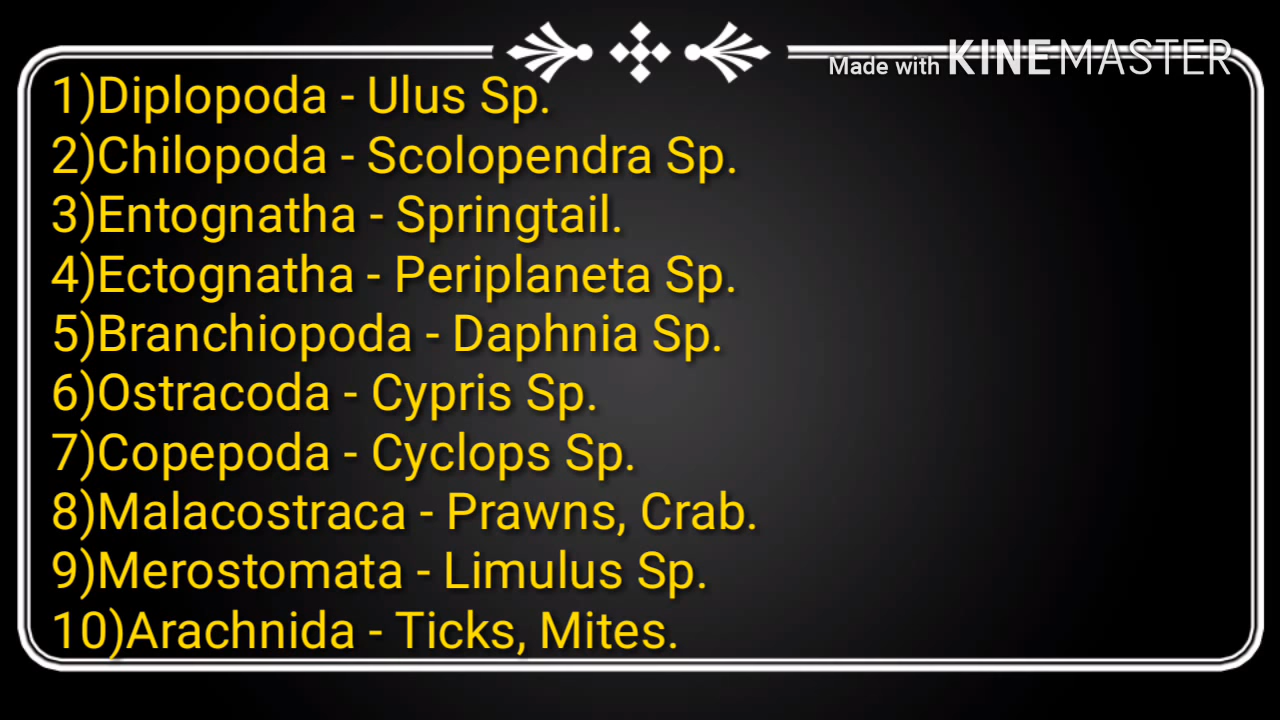 Made with KINEMASTER
1)Diplopoda - Ulus Sp.
2)Chilopoda - Scolopendra Sp.
3)Entognatha - Springtail.
4)Ectognatha - Periplaneta Sp.
5)Branchiopoda - Daphnia Sp.
6)Ostracoda - Cypris Sp.
7)Copepoda - Cyclops Sp.
8)Malacostraca - Prawns, Crab.
9)Merostomata - Limulus Sp.
10)Arachnida - Ticks, Mites.